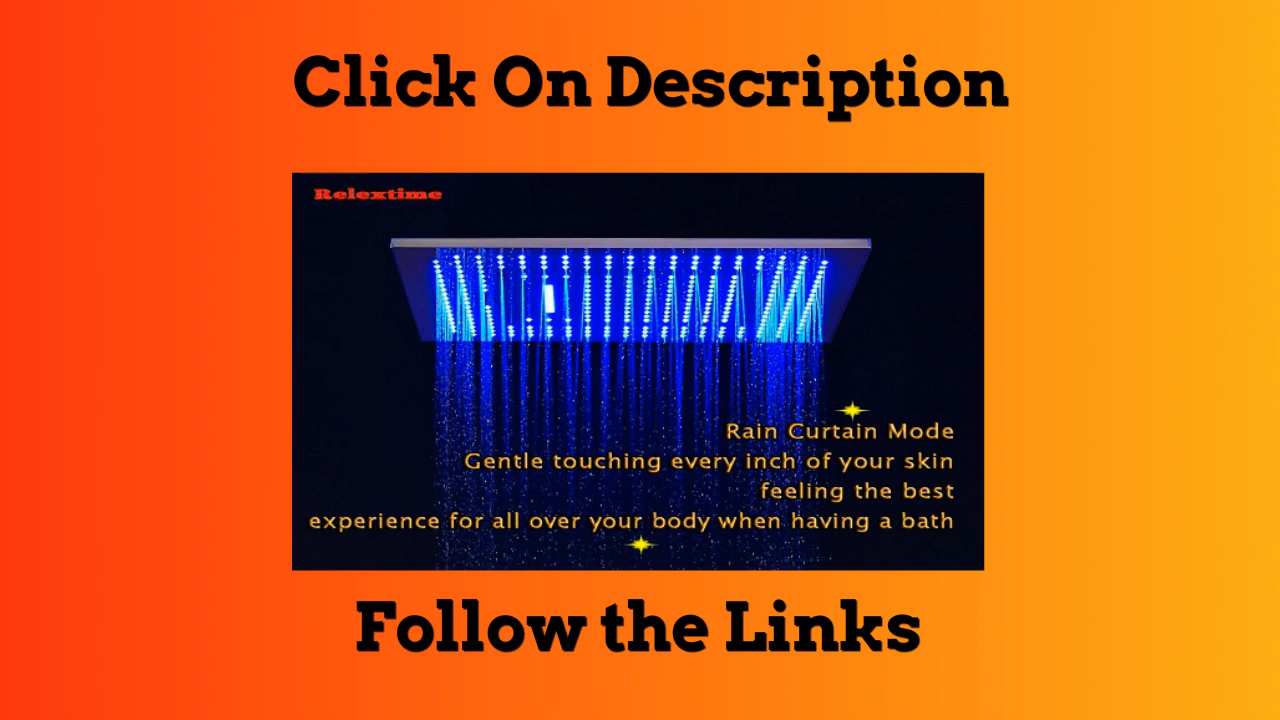 Click On Description
Relextime
Rain Curtain Mode
Gentle touching every inch of your skin
feeling the best
experience for all over your body when having a bath
Follow the Links